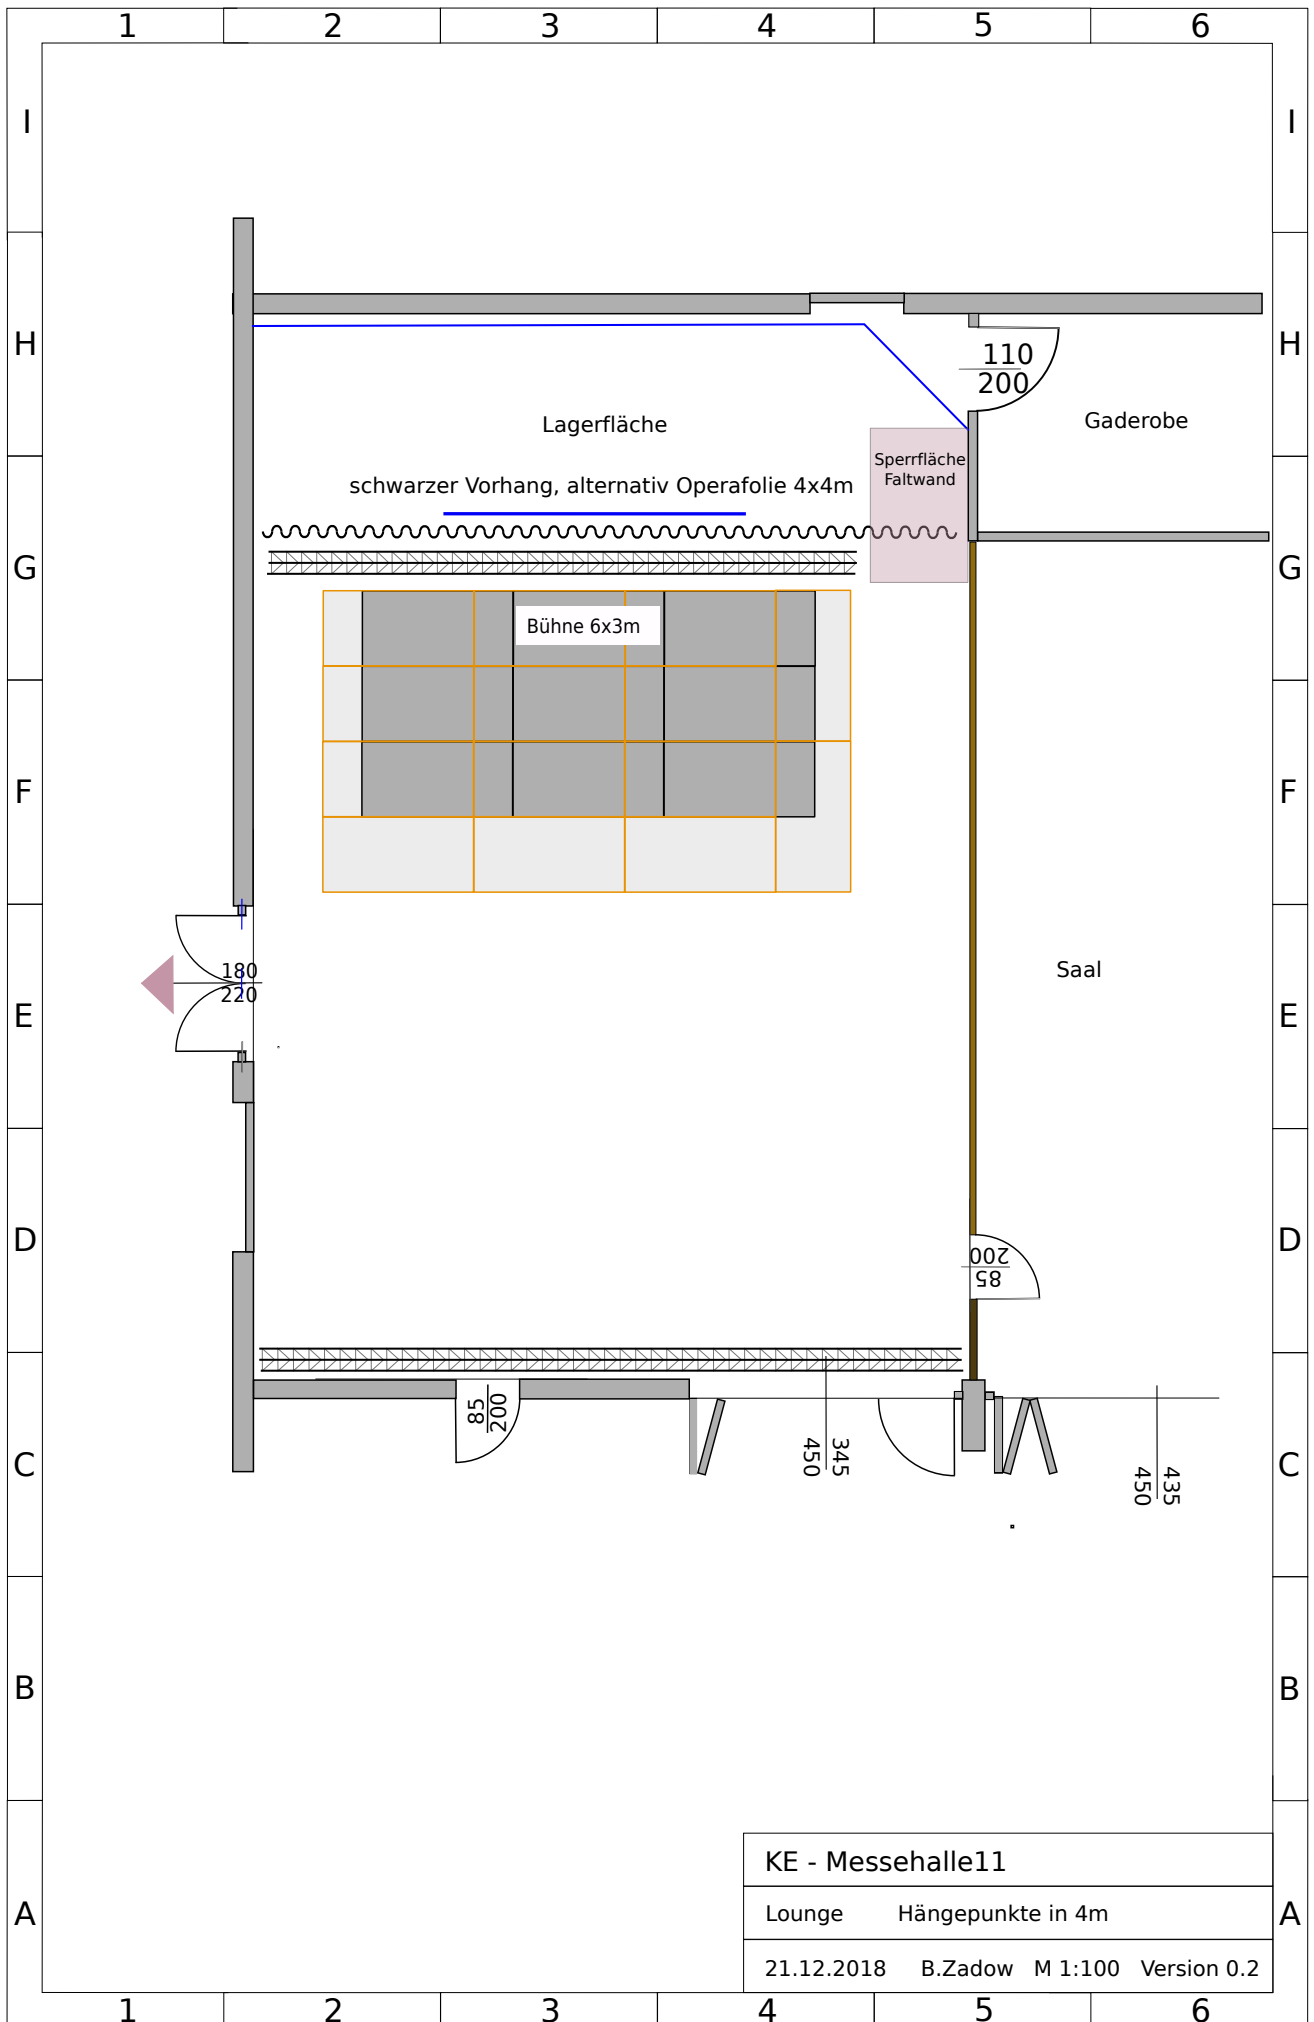 1 2 3 4 5 6
I I
H H
110
200
Gaderobe
Lagerfläche
Sperrfläche
Faltwand
schwarzer Vorhang, alternativ Operafolie 4x4m
G G
Bühne 6x3m
F F
180
220
Saal
E E
D D
85
200
85
200
345
450
435
450
C C
B B
KE - Messehalle11
A A
Lounge Hängepunkte in 4m
21.12.2018 B.Zadow M 1:100 Version 0.2
1 2 3 4 5 6